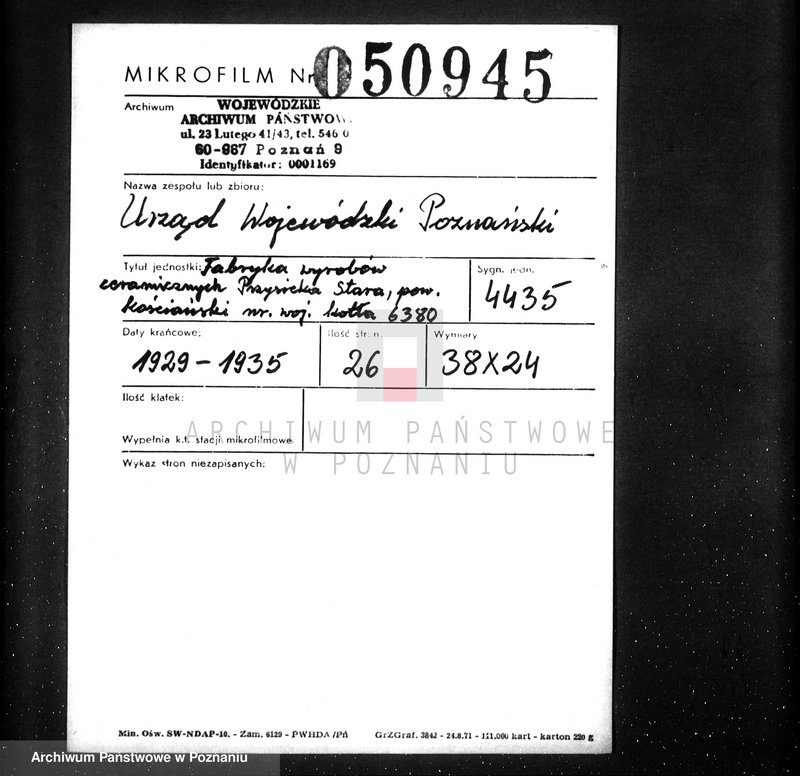 MIKROFILM Nr 050945
Archiwum
WOJEWÓDZKIE
ARCHIWUM PAŃSTWOW
ul. 23 Lutego 41/43, tel. 546 0
60-967 Poznań 9
Identyfikator: 0001169
Nazwa zespołu lub zbioru:
Urząd Wojewódzki Poznański
Tytuł jednostki: Fabryka wyrobów
ceramicznych Przysieka Stara, pow.
kościański nr. woj. kotła 6380
Sygn. jedn.
4435
Daty krańcowe:
1929-1935
Ilość stron
26
Wymiary
38X24
Ilość klatek:
Wypełnia k.t. stacji mikrofilmowe
ARCHIWUM PAŃSTWOWE
W POZNANIU
Wykaz stron niezapisanych:
Min. Ośw. SW-NDAP-10. - Zam. 6129 - PWHDA/Pń GrZGraf. 3842 - 24.8.71 - 111.000 kart - karton 220 g
Archiwum Panstwowe w Poznaniu